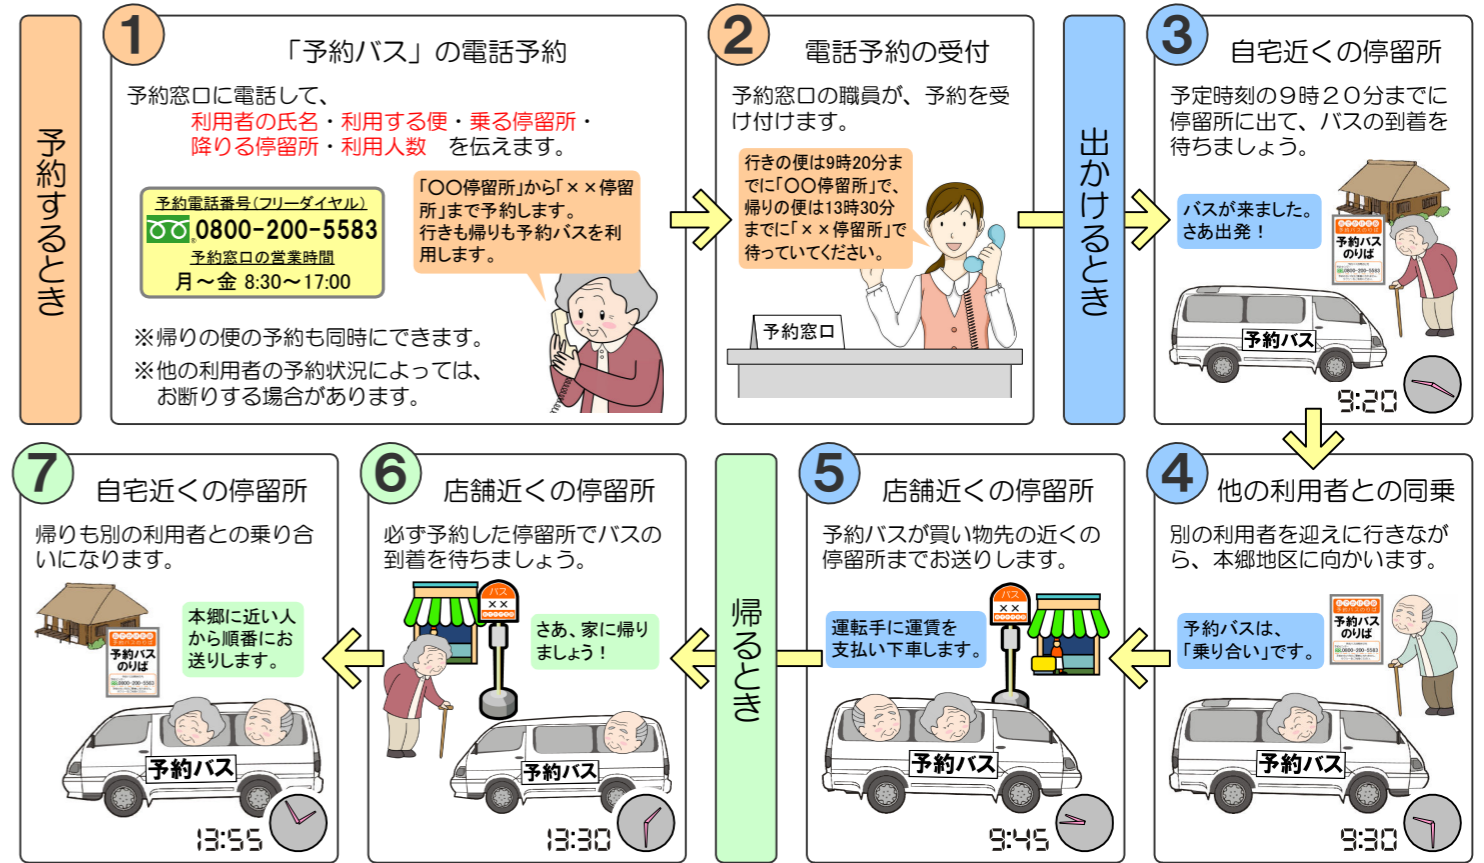 予約するとき
1
「予約バス」の電話予約
予約窓口に電話して、
利用者の氏名・利用する便・乗る停留所・
降りる停留所・利用人数 を伝えます。
予約電話番号(フリーダイヤル)
0800-200-5583
予約窓口の営業時間
月～金 8:30～17:00
「〇〇停留所」から「××停留
所」まで予約します。
行きも帰りも予約バスを利
用します。
※帰りの便の予約も同時にできます。
※他の利用者の予約状況によっては、
お断りする場合があります。
2
電話予約の受付
予約窓口の職員が、予約を受
け付けます。
行きの便は9時20分ま
でに「〇〇停留所」で、
帰りの便は13時30分
までに「××停留所」で
待っていてください。
予約窓口
出かけるとき
3
自宅近くの停留所
予定時刻の９時２０分までに
停留所に出て、バスの到着を
待ちましょう。
バスが来ました。
さあ出発！
予約バス
のりば
0800-200-5583
予約バス
9:20
4
他の利用者との同乗
別の利用者を迎えに行きなが
ら、本郷地区に向かいます。
予約バスは、
「乗り合い」です。
予約バス
のりば
0800-200-5583
予約バス
9:30
5
店舗近くの停留所
予約バスが買い物先の近くの
停留所までお送りします。
運転手に運賃を
支払い下車します。
バス
××
予約バス
9:45
帰るとき
6
店舗近くの停留所
必ず予約した停留所でバスの
到着を待ちましょう。
バス
××
さあ、家に帰り
ましょう！
予約バス
13:30
7
自宅近くの停留所
帰りも別の利用者との乗り合
いになります。
本郷に近い人
から順番にお
送りします。
予約バス
のりば
0800-200-5583
予約バス
13:55